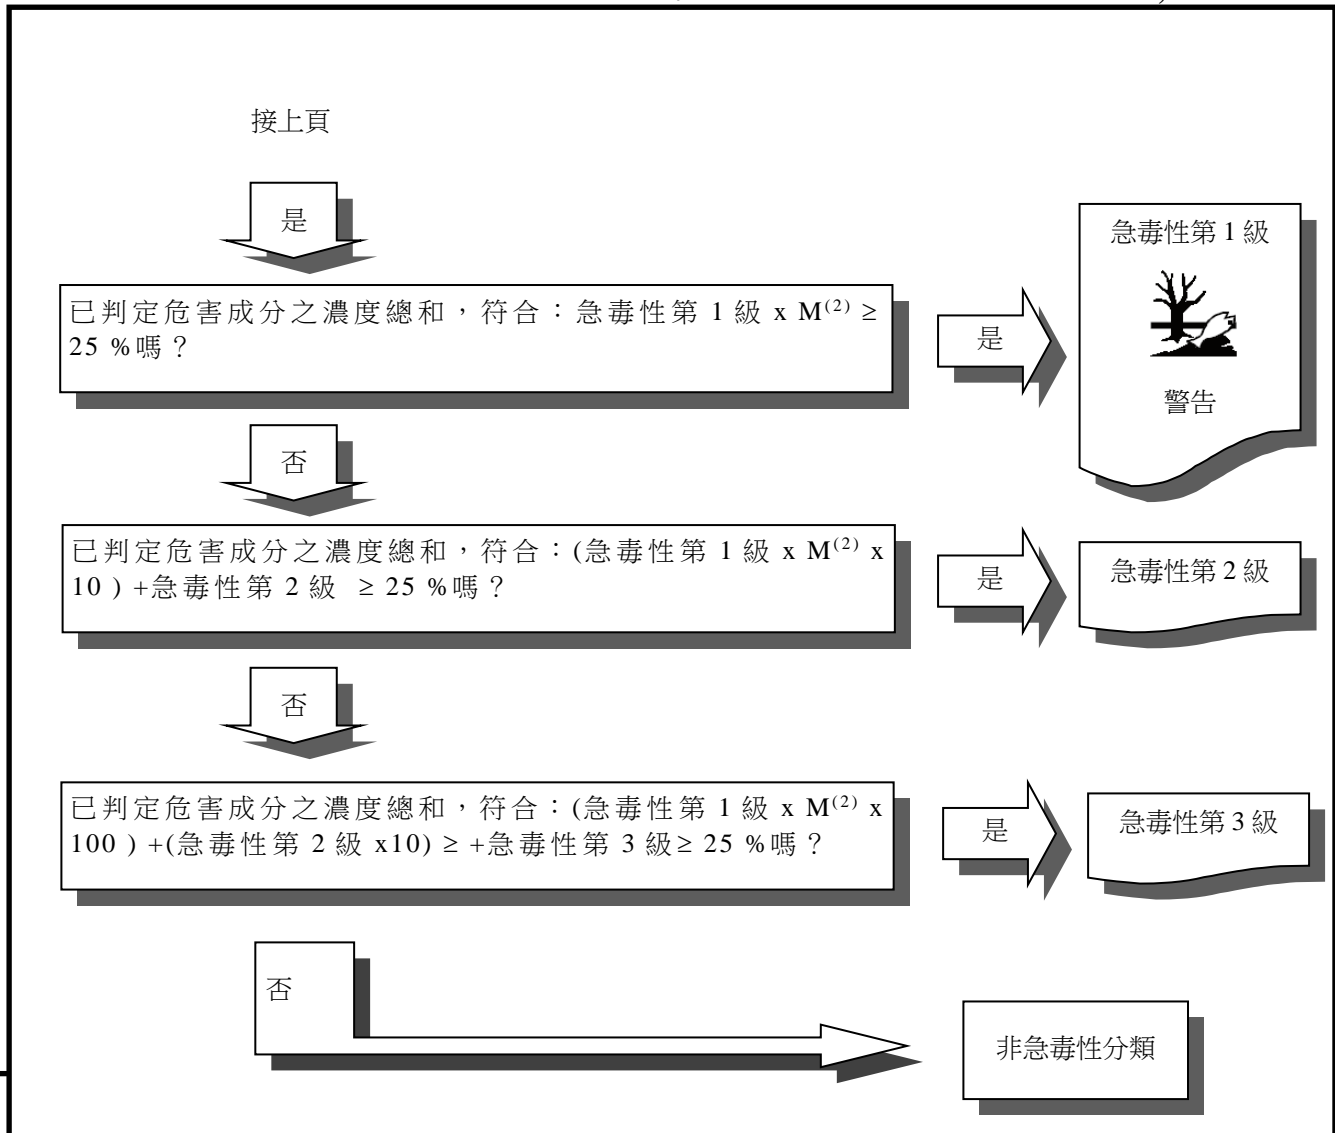 接上頁
是
急毒性第 1 級
警告
已判定危害成分之濃度總和，符合：急毒性第 1 級 x M⁽²⁾ ≥
25 %嗎？
是
否
已判定危害成分之濃度總和，符合：(急毒性第 1 級 x M⁽²⁾ x
10 ) +急毒性第 2 級 ≥ 25 %嗎？
是
急毒性第 2 級
否
已判定危害成分之濃度總和，符合：(急毒性第 1 級 x M⁽²⁾ x
100 ) +(急毒性第 2 級 x10) ≥ +急毒性第 3 級≥ 25 %嗎？
是
急毒性第 3 級
否
非急毒性分類